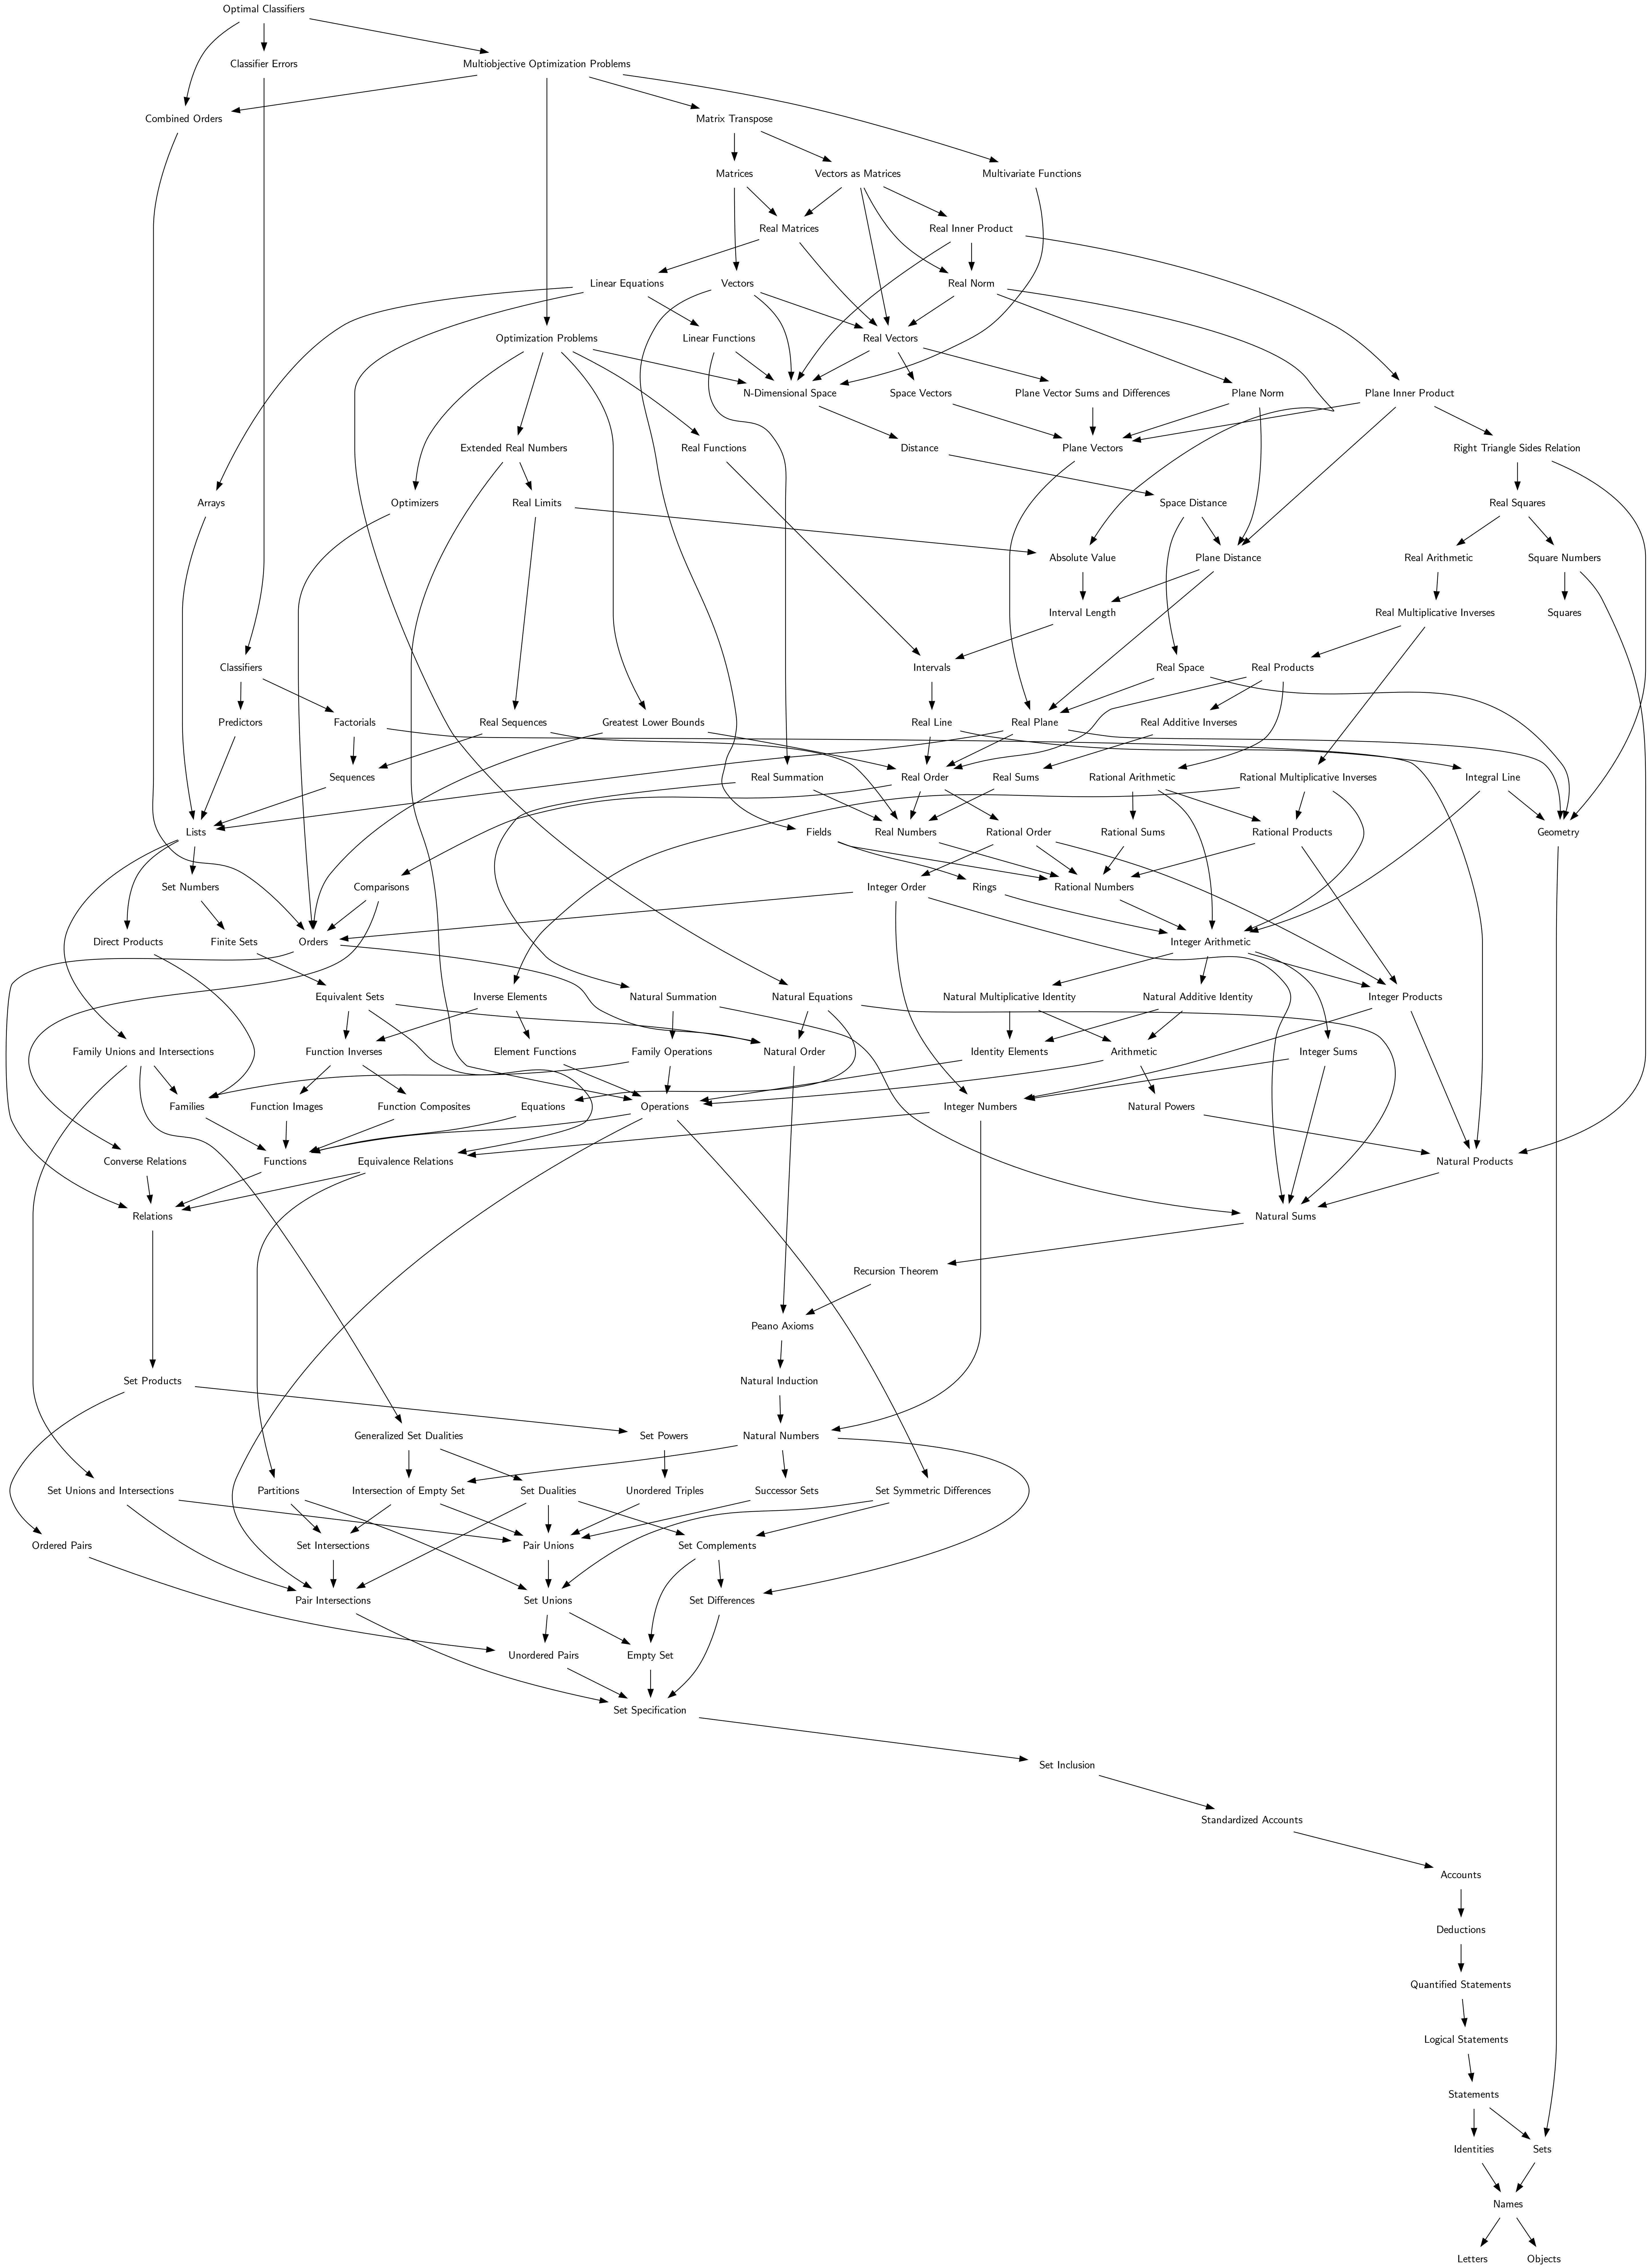 Optimal Classifiers
Classifier Errors
Multiobjective Optimization Problems
Combined Orders
Matrix Transpose
Matrices
Vectors as Matrices
Multivariate Functions
Real Matrices
Real Inner Product
Linear Equations
Vectors
Real Norm
Optimization Problems
Linear Functions
Real Vectors
N-Dimensional Space
Space Vectors
Plane Vector Sums and Differences
Plane Norm
Plane Inner Product
Extended Real Numbers
Real Functions
Distance
Plane Vectors
Right Triangle Sides Relation
Arrays
Optimizers
Real Limits
Space Distance
Real Squares
Absolute Value
Plane Distance
Real Arithmetic
Square Numbers
Interval Length
Real Multiplicative Inverses
Squares
Classifiers
Intervals
Real Space
Real Products
Predictors
Factorials
Real Sequences
Greatest Lower Bounds
Real Line
Real Plane
Real Additive Inverses
Sequences
Real Summation
Real Order
Real Sums
Rational Arithmetic
Rational Multiplicative Inverses
Integral Line
Lists
Fields
Real Numbers
Rational Order
Rational Sums
Rational Products
Geometry
Set Numbers
Comparisons
Integer Order
Rings
Rational Numbers
Direct Products
Finite Sets
Orders
Integer Arithmetic
Equivalent Sets
Inverse Elements
Natural Summation
Natural Equations
Natural Multiplicative Identity
Natural Additive Identity
Integer Products
Family Unions and Intersections
Function Inverses
Element Functions
Family Operations
Natural Order
Identity Elements
Arithmetic
Integer Sums
Families
Function Images
Function Composites
Equations
Operations
Integer Numbers
Natural Powers
Converse Relations
Functions
Equivalence Relations
Natural Products
Relations
Natural Sums
Recursion Theorem
Peano Axioms
Set Products
Natural Induction
Generalized Set Dualities
Set Powers
Natural Numbers
Set Unions and Intersections
Partitions
Intersection of Empty Set
Set Dualities
Unordered Triples
Successor Sets
Set Symmetric Differences
Ordered Pairs
Set Intersections
Pair Unions
Set Complements
Pair Intersections
Set Unions
Set Differences
Unordered Pairs
Empty Set
Set Specification
Set Inclusion
Standardized Accounts
Accounts
Deductions
Quantified Statements
Logical Statements
Statements
Identities
Sets
Names
Letters
Objects